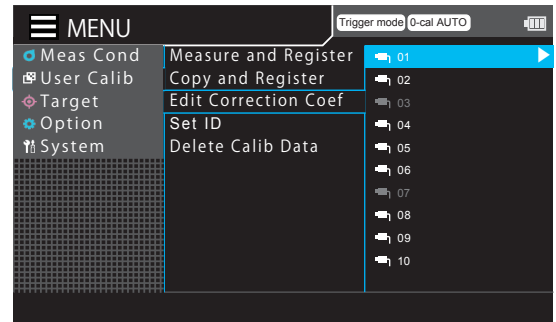 MENU
Trigger mode 0-cal AUTO
Meas Cond
User Calib
Target
Option
System
Measure and Register
Copy and Register
Edit Correction Coef
Set ID
Delete Calib Data
01
02
03
04
05
06
07
08
09
10